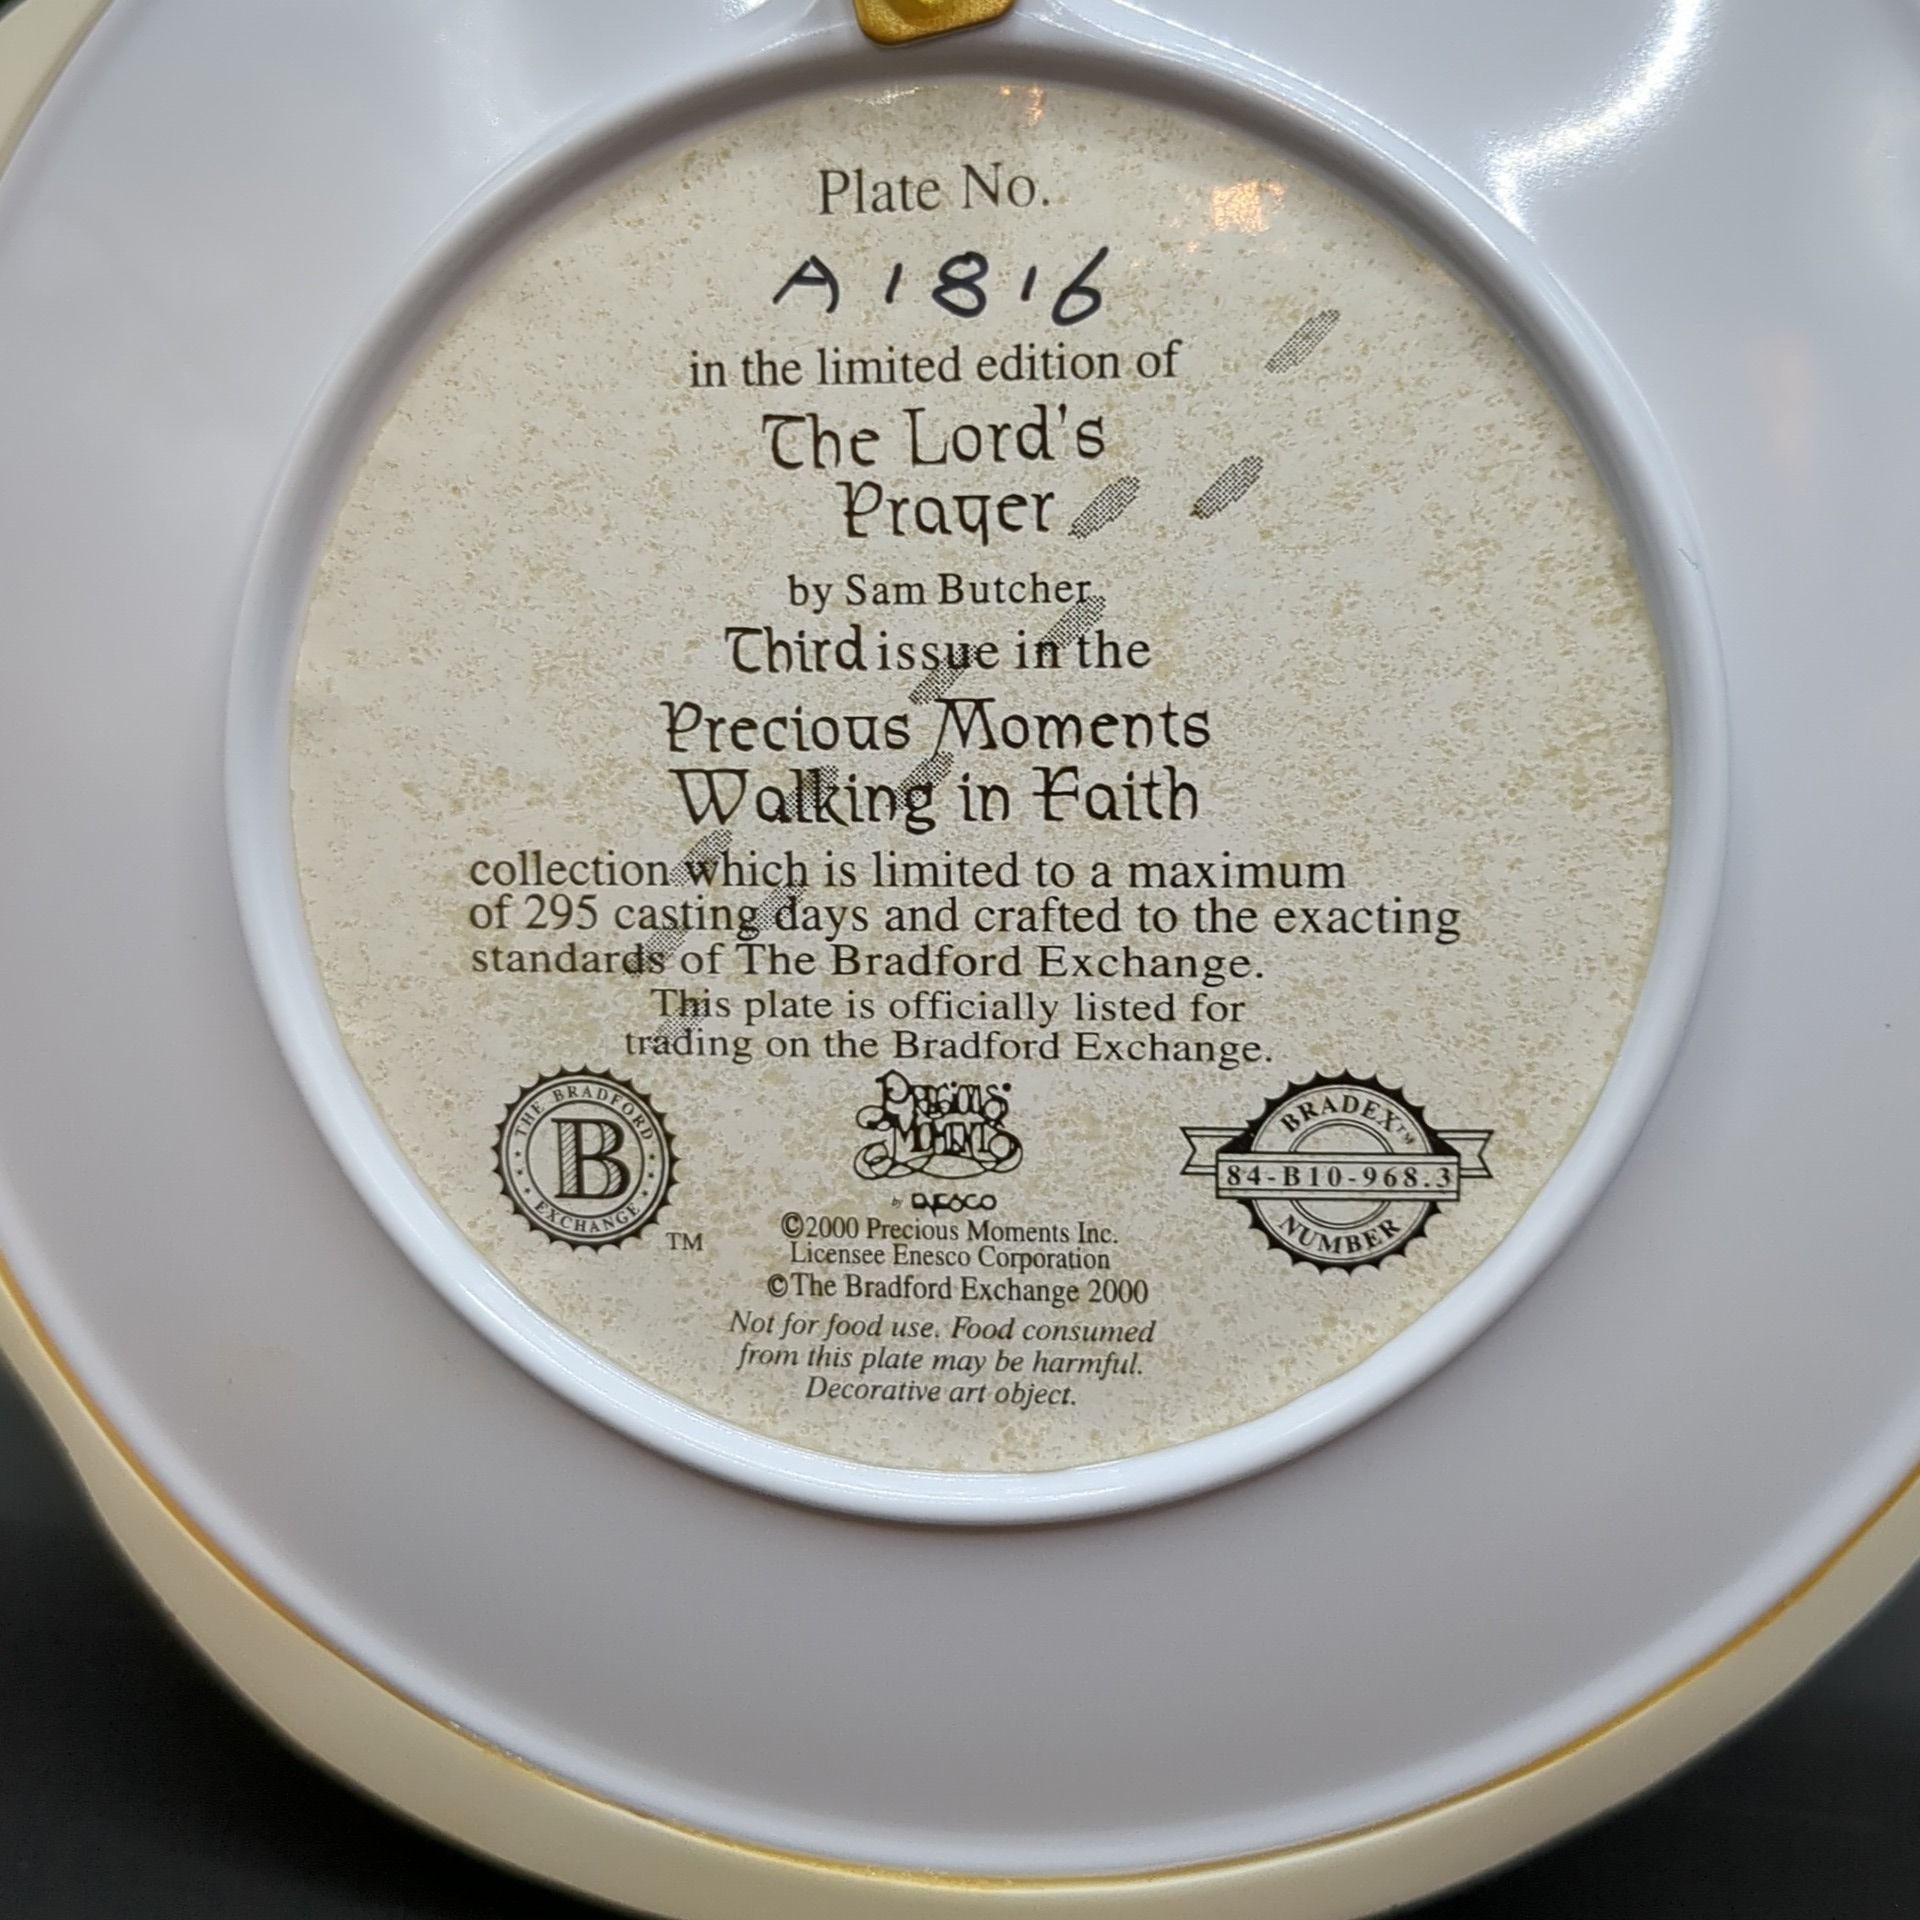 Plate No.
A1816
in the limited edition of
The Lord's
Prayer
by Sam Butcher
Third issue in the
Precious Moments
Walking in Faith
collection which is limited to a maximum
of 295 casting days and crafted to the exacting
standards of The Bradford Exchange.
This plate is officially listed for
trading on the Bradford Exchange.
THE BRADFORD
B
EXCHANGE
TM
Precious
Moments
by ENESCO
BRADEX™
84-B10-968.3
NUMBER
©2000 Precious Moments Inc.
Licensee Enesco Corporation
©The Bradford Exchange 2000
Not for food use. Food consumed
from this plate may be harmful.
Decorative art object.